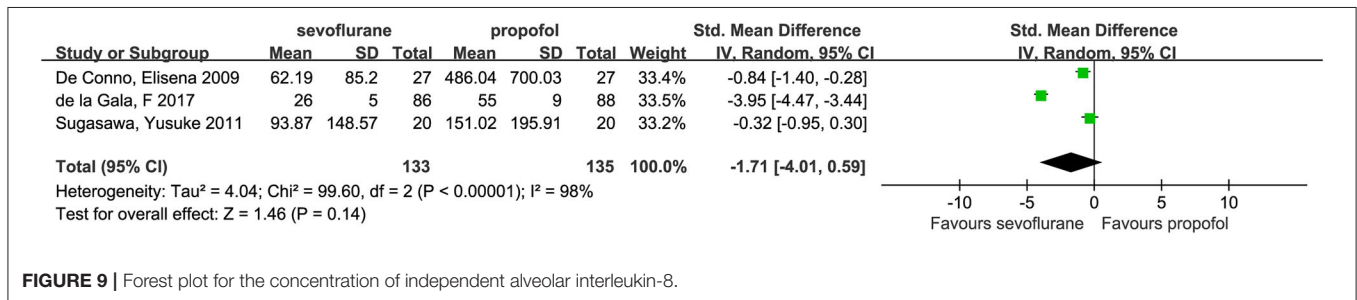 sevoflurane propofol Std. Mean Difference Std. Mean Difference
Study or Subgroup Mean SD Total Mean SD Total Weight IV, Random, 95% CI IV, Random, 95% CI
De Conno, Elisena 2009 62.19 85.2 27 486.04 700.03 27 33.4% -0.84 [-1.40, -0.28]
de la Gala, F 2017 26 5 86 55 9 88 33.5% -3.95 [-4.47, -3.44]
Sugasawa, Yusuke 2011 93.87 148.57 20 151.02 195.91 20 33.2% -0.32 [-0.95, 0.30]
Total (95% CI) 133 135 100.0% -1.71 [-4.01, 0.59]
Heterogeneity: Tau² = 4.04; Chi² = 99.60, df = 2 (P < 0.00001); I² = 98%
Test for overall effect: Z = 1.46 (P = 0.14)
-10 -5 0 5 10
Favours sevoflurane Favours propofol
FIGURE 9 | Forest plot for the concentration of independent alveolar interleukin-8.